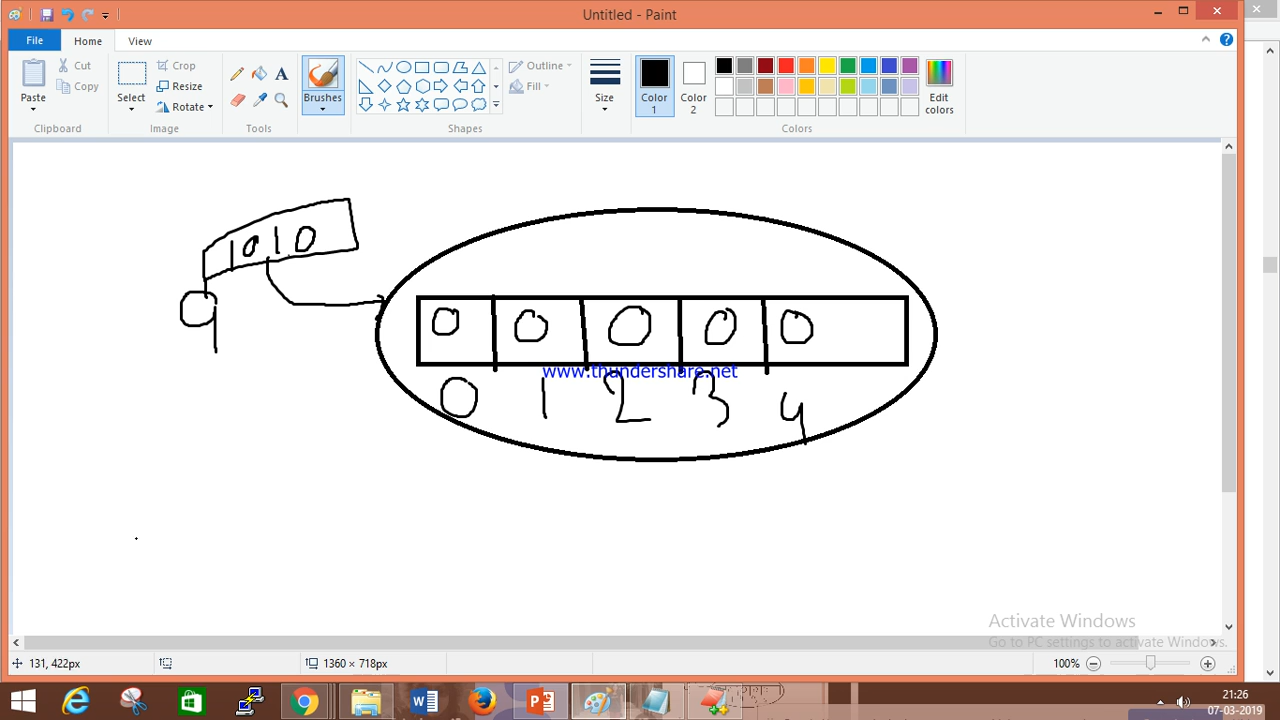 Untitled - Paint
File Home View
Cut
Copy
Paste
Clipboard
Crop
Resize
Rotate
Select
Image
Tools
Brushes
Outline
Fill
Shapes
Size
Color 1
Color 2
Edit colors
Colors
1010
0 0 0 0 0
www.thundershare.net
0 1 2 3 4
Activate Windows
Go to PC settings to activate Windows.
131, 422px
1360 × 718px
100%
21:26
07-03-2019